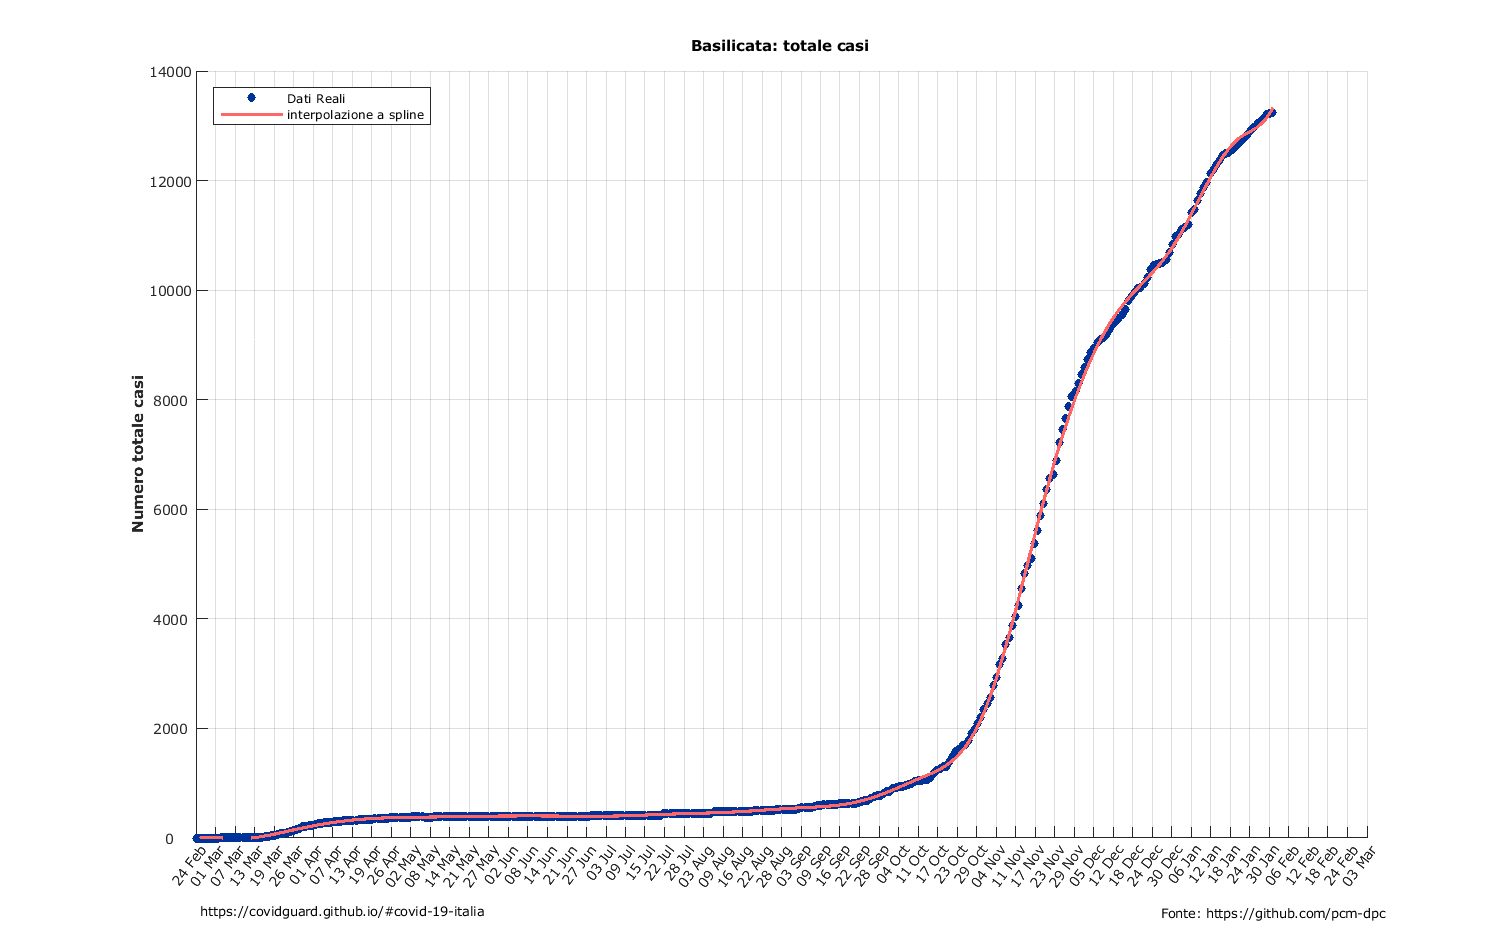 Basilicata: totale casi
Dati Reali
interpolazione a spline
Numero totale casi
14000
12000
10000
8000
6000
4000
2000
0
24 Feb
01 Mar
07 Mar
13 Mar
19 Mar
26 Mar
01 Apr
07 Apr
13 Apr
19 Apr
26 Apr
02 May
08 May
14 May
21 May
27 May
02 Jun
08 Jun
14 Jun
21 Jun
27 Jun
03 Jul
09 Jul
15 Jul
22 Jul
28 Jul
03 Aug
09 Aug
16 Aug
22 Aug
28 Aug
03 Sep
09 Sep
16 Sep
22 Sep
28 Sep
04 Oct
11 Oct
17 Oct
23 Oct
29 Oct
04 Nov
11 Nov
17 Nov
23 Nov
29 Dec
05 Dec
12 Dec
18 Dec
24 Dec
30 Dec
06 Jan
12 Jan
18 Jan
24 Jan
30 Jan
06 Feb
12 Feb
18 Feb
24 Feb
03 Mar
https://covidguard.github.io/#covid-19-italia
Fonte: https://github.com/pcm-dpc